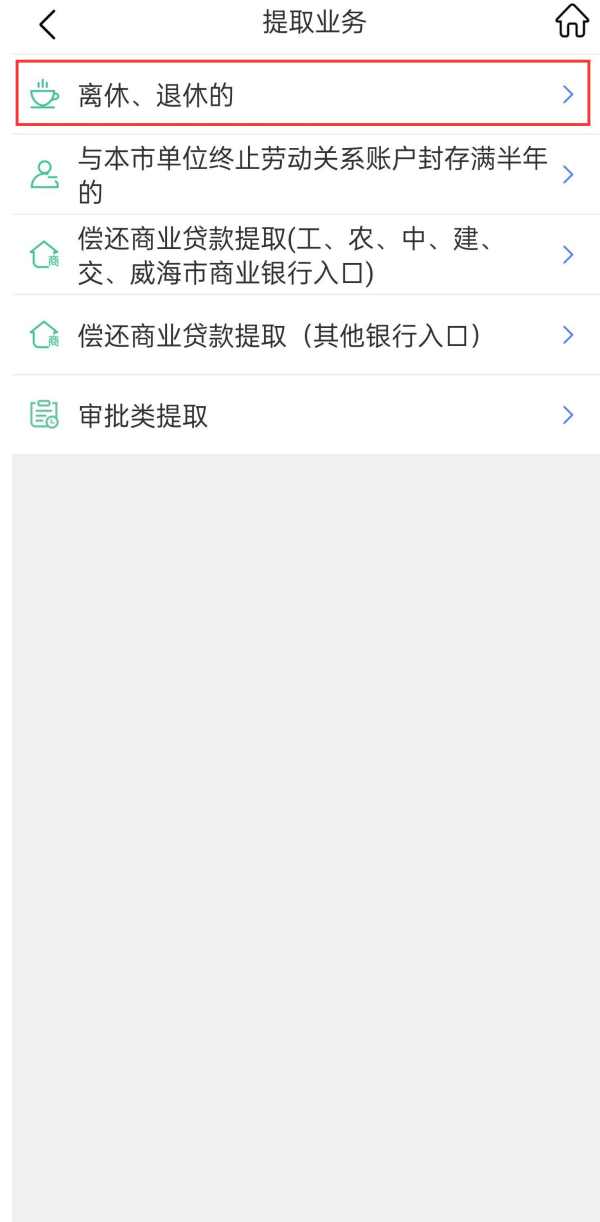 提取业务
离休、退休的
与本市单位终止劳动关系账户封存满半年
的
偿还商业贷款提取(工、农、中、建、
交、威海市商业银行入口)
商
偿还商业贷款提取（其他银行入口）
商
审批类提取